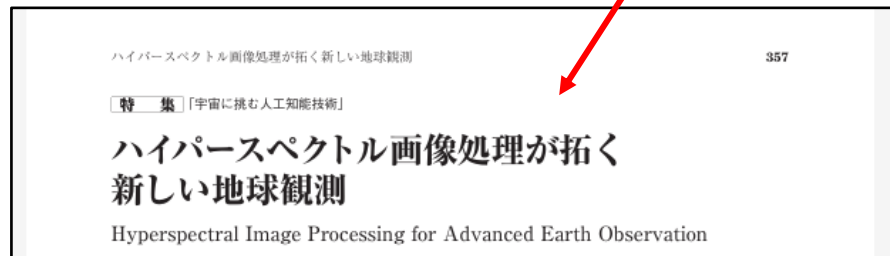 ハイパースペクトル画像処理が拓く新しい地球観測 357
特 集 「宇宙に挑む人工知能技術」
ハイパースペクトル画像処理が拓く
新しい地球観測
Hyperspectral Image Processing for Advanced Earth Observation